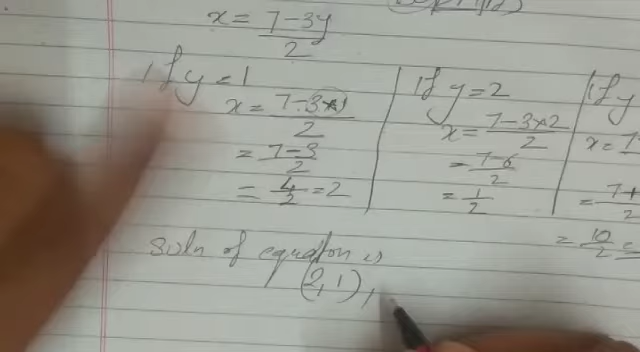 x = 7-3y/2
If y = 1
x = 7-3×1/2
= 7-3/2
= 4/2 = 2
If y = 2
x = 7-3×2/2
= 7-6/2
= 1/2
If y
x = 7
= 7+/2
= 10/2 =
Soln of equation is
(2, 1),